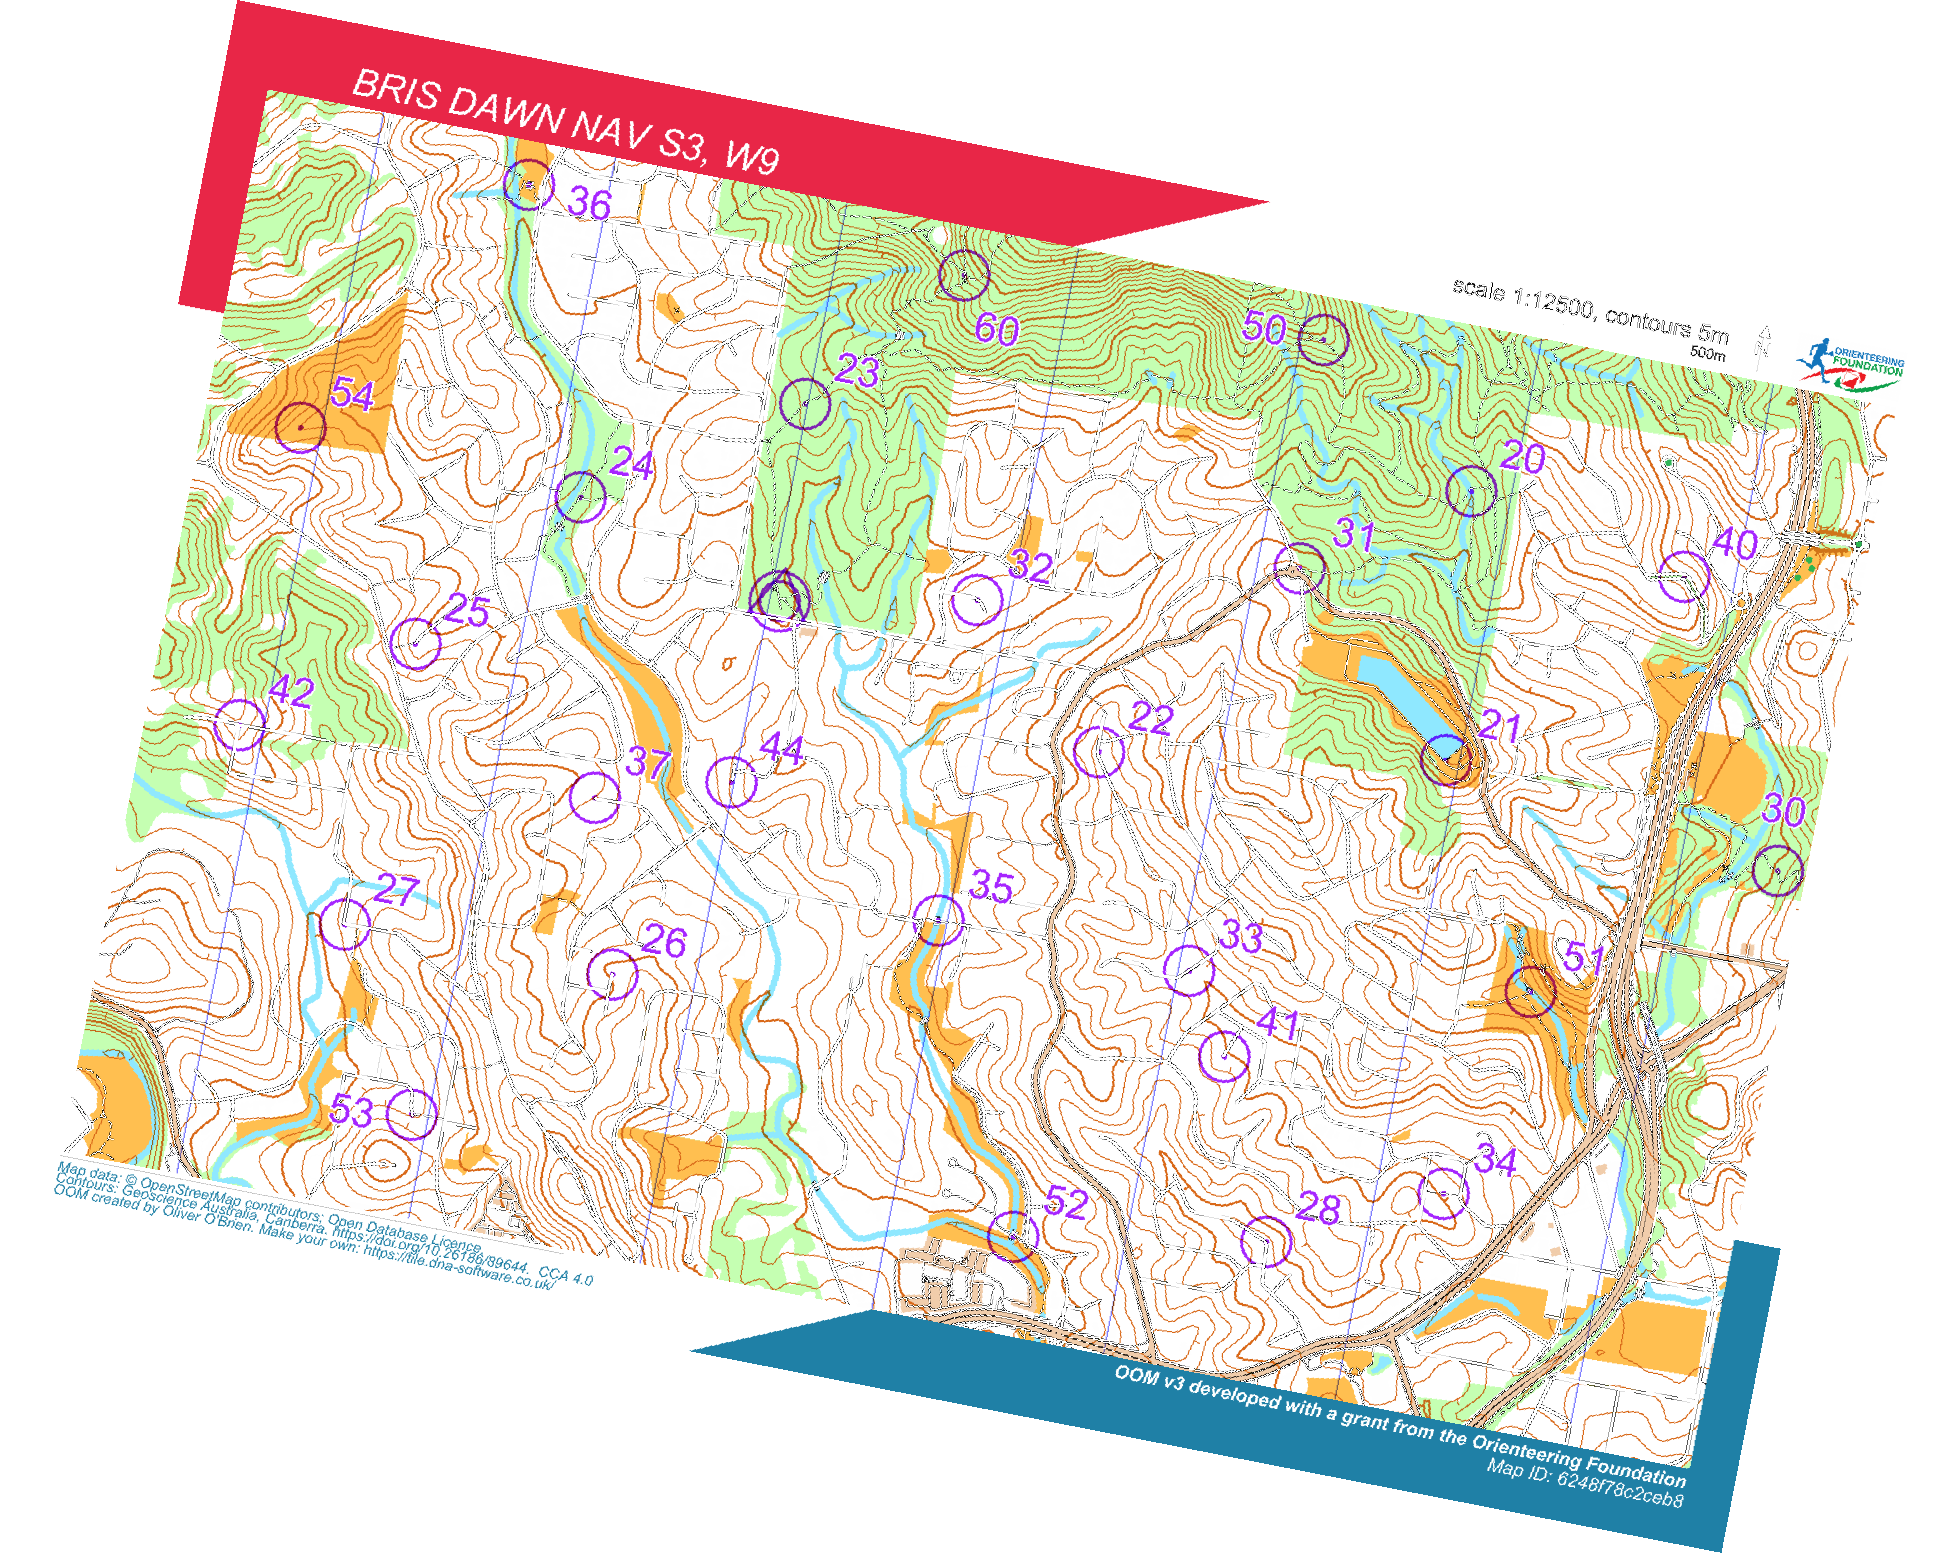 BRIS DAWN NAV S3, W9
scale 1:12500, contours 5m
500m
ORIENTEERING
FOUNDATION
36
60
50
23
54
24
20
31
40
32
25
42
22
21
44
37
30
27
35
26
33
51
41
53
34
52
28
Map data: © OpenStreetMap contributors, Open Database Licence.
Contours: Geoscience Australia, Canberra. https://doi.org/10.26186/89644. CCA 4.0
OOM created by Oliver O'Brien. Make your own: https://tile.dna-software.co.uk/
OOM v3 developed with a grant from the Orienteering Foundation
Map ID: 6248f78c2ceb8